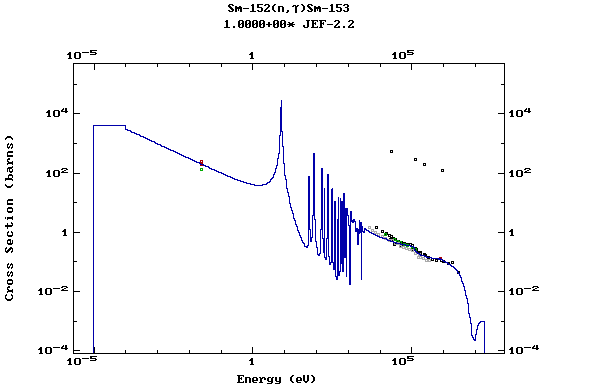 Sm-152(n,γ)Sm-153
1.0000+00* JEF-2.2
10^-5 1 10^5
10^4 10^4
10^2 10^2
1 1
10^-2 10^-2
10^-4 10^-4
10^-5 1 10^5
Cross Section (barns)
Energy (eV)